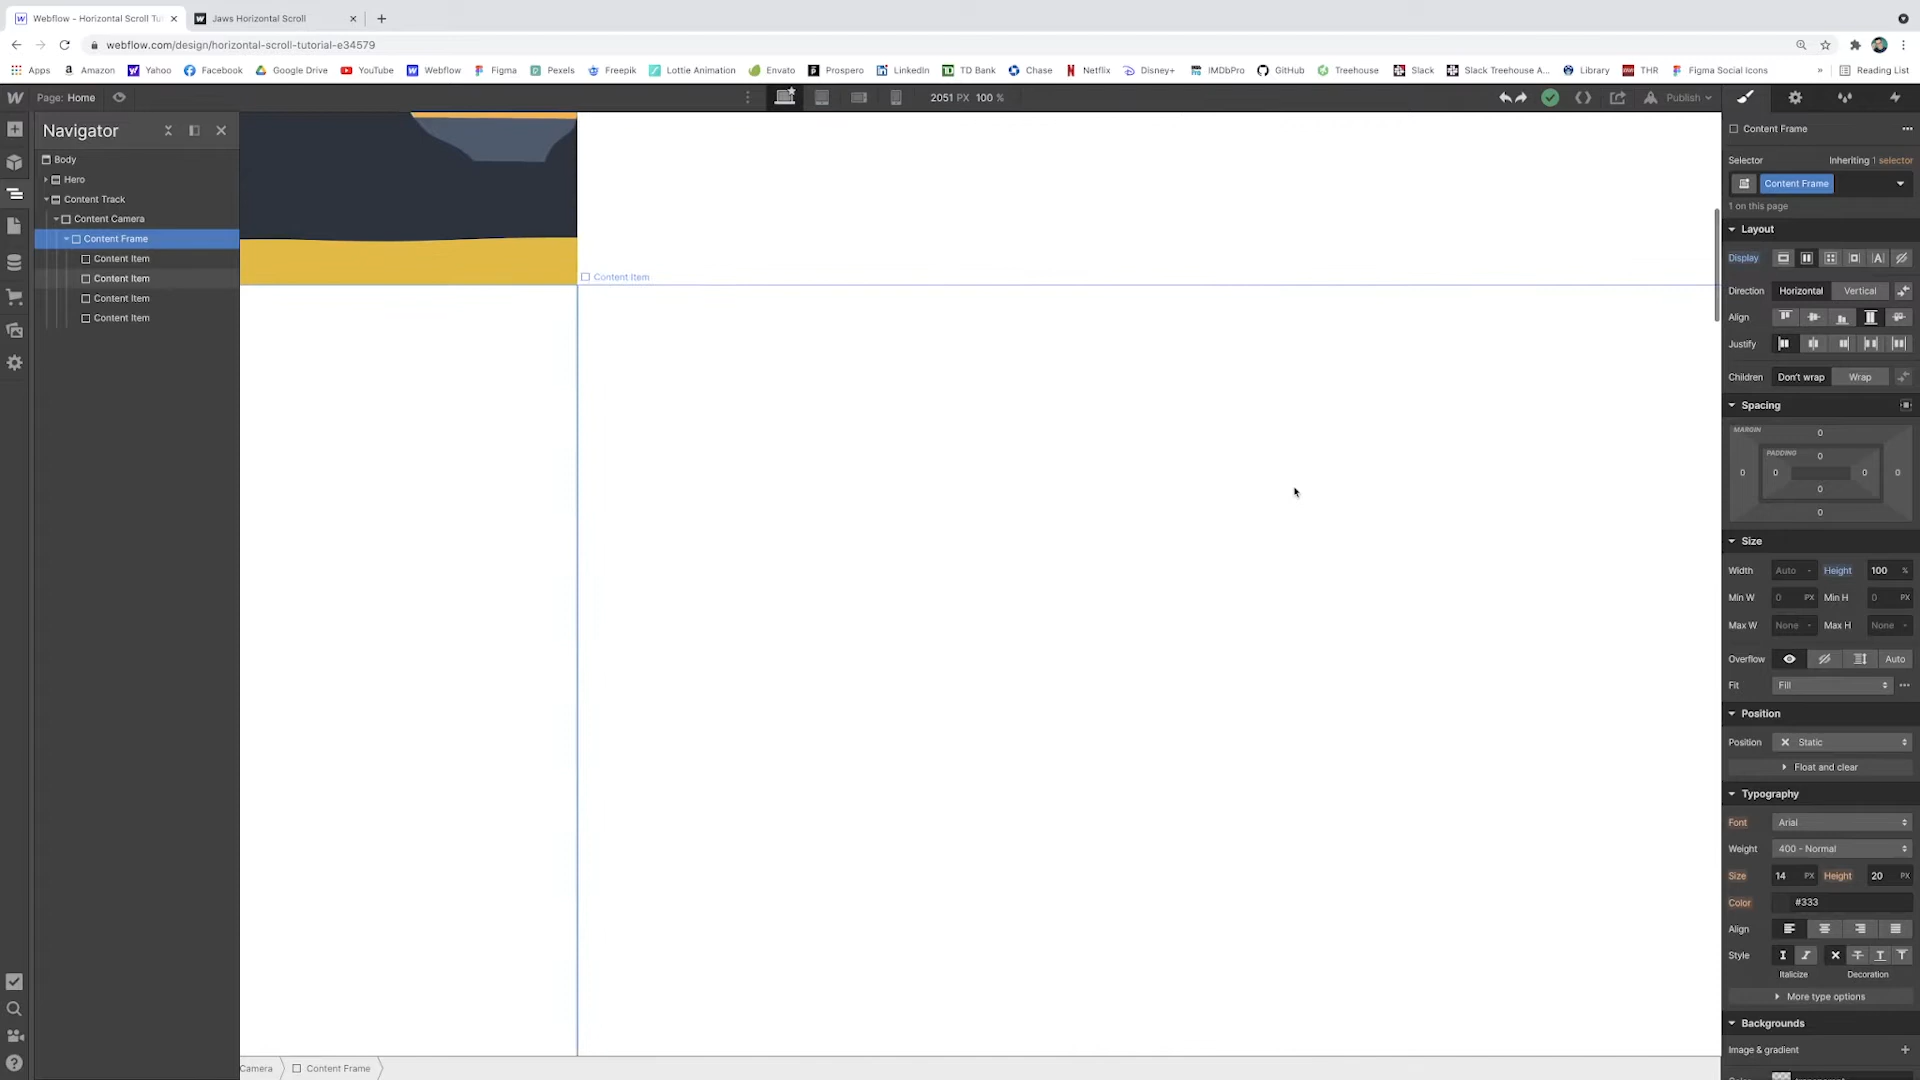 Webflow - Horizontal Scroll Tu
Jaws Horizontal Scroll
webflow.com/design/horizontal-scroll-tutorial-e34579
Apps Amazon Yahoo Facebook Google Drive YouTube Webflow Figma Pexels Freepik Lottie Animation Envato Prospero LinkedIn TD Bank Chase Netflix Disney+ IMDbPro GitHub Treehouse Slack Slack Treehouse A... Library THR Figma Social Icons » Reading List
Page: Home
2051 PX 100 %
Publish
Navigator
Body
Hero
Content Track
Content Camera
Content Frame
Content Item
Content Item
Content Item
Content Item
Content Item
Camera
Content Frame
Content Frame
Selector
Inheriting 1 selector
Content Frame
1 on this page
Layout
Display
Direction Horizontal Vertical
Align
Justify
Children Don't wrap Wrap
Spacing
MARGIN
0
PADDING
0
0 0 0 0
0
0
Size
Width Auto - Height 100 %
Min W 0 PX Min H 0 PX
Max W None - Max H None -
Overflow Auto
Fit Fill
Position
Position Static
Float and clear
Typography
Font Arial
Weight 400 - Normal
Size 14 PX Height 20 PX
Color #333
Align
Style
Italicize Decoration
More type options
Backgrounds
Image & gradient